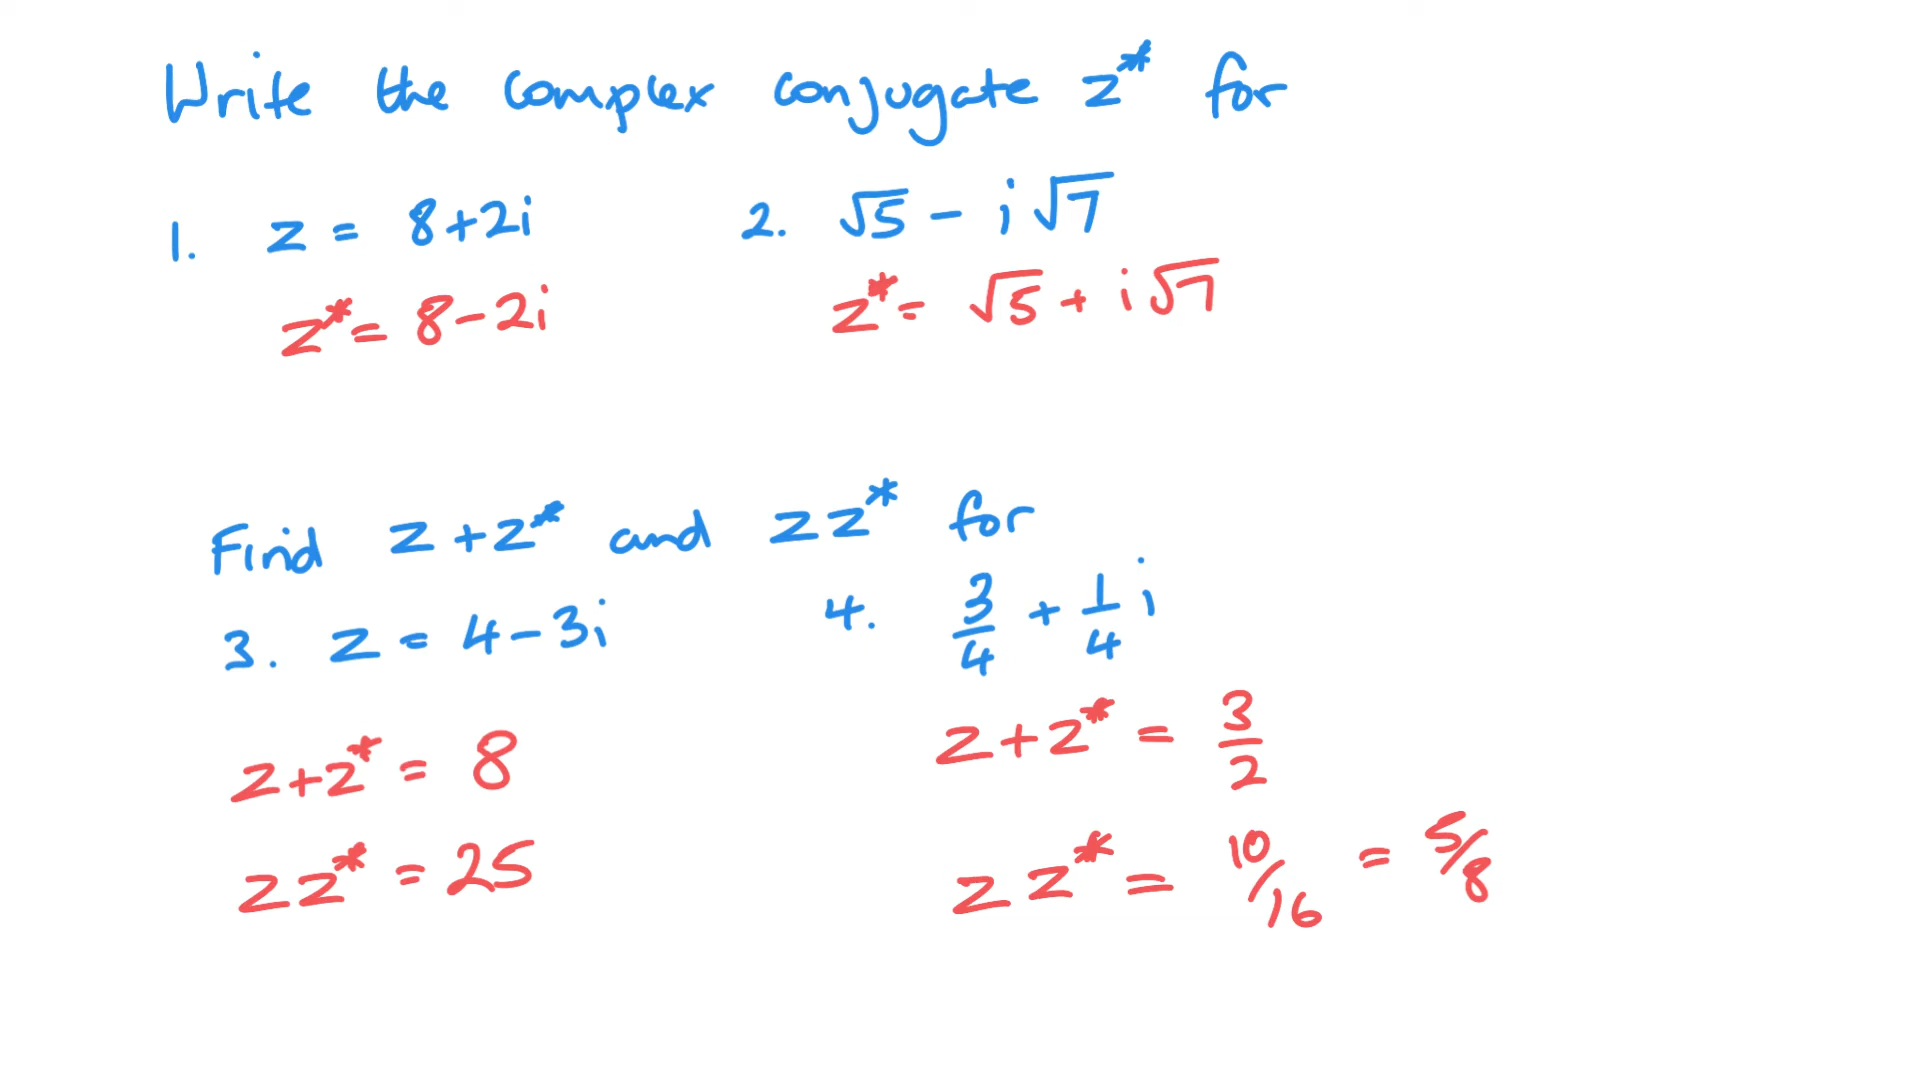 Write the complex conjugate z* for
1. z = 8+2i 2. √5 - i√7
z* = 8-2i z* = √5 + i√7
Find z+z* and zz* for
3. z = 4-3i 4. 3/4 + 1/4 i
z+z* = 8 z+z* = 3/2
zz* = 25 zz* = 10/16 = 5/8